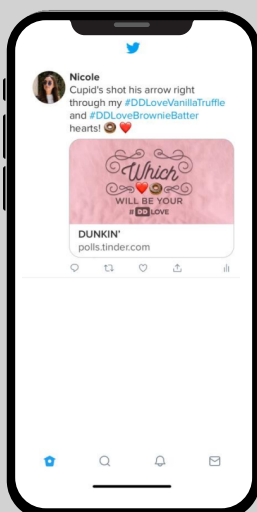 Nicole
Cupid's shot his arrow right
through my #DDLoveVanillaTruffle
and #DDLoveBrownieBatter
hearts! 🍩 ❤️
Which
WILL BE YOUR
# DD LOVE
DUNKIN'
polls.tinder.com